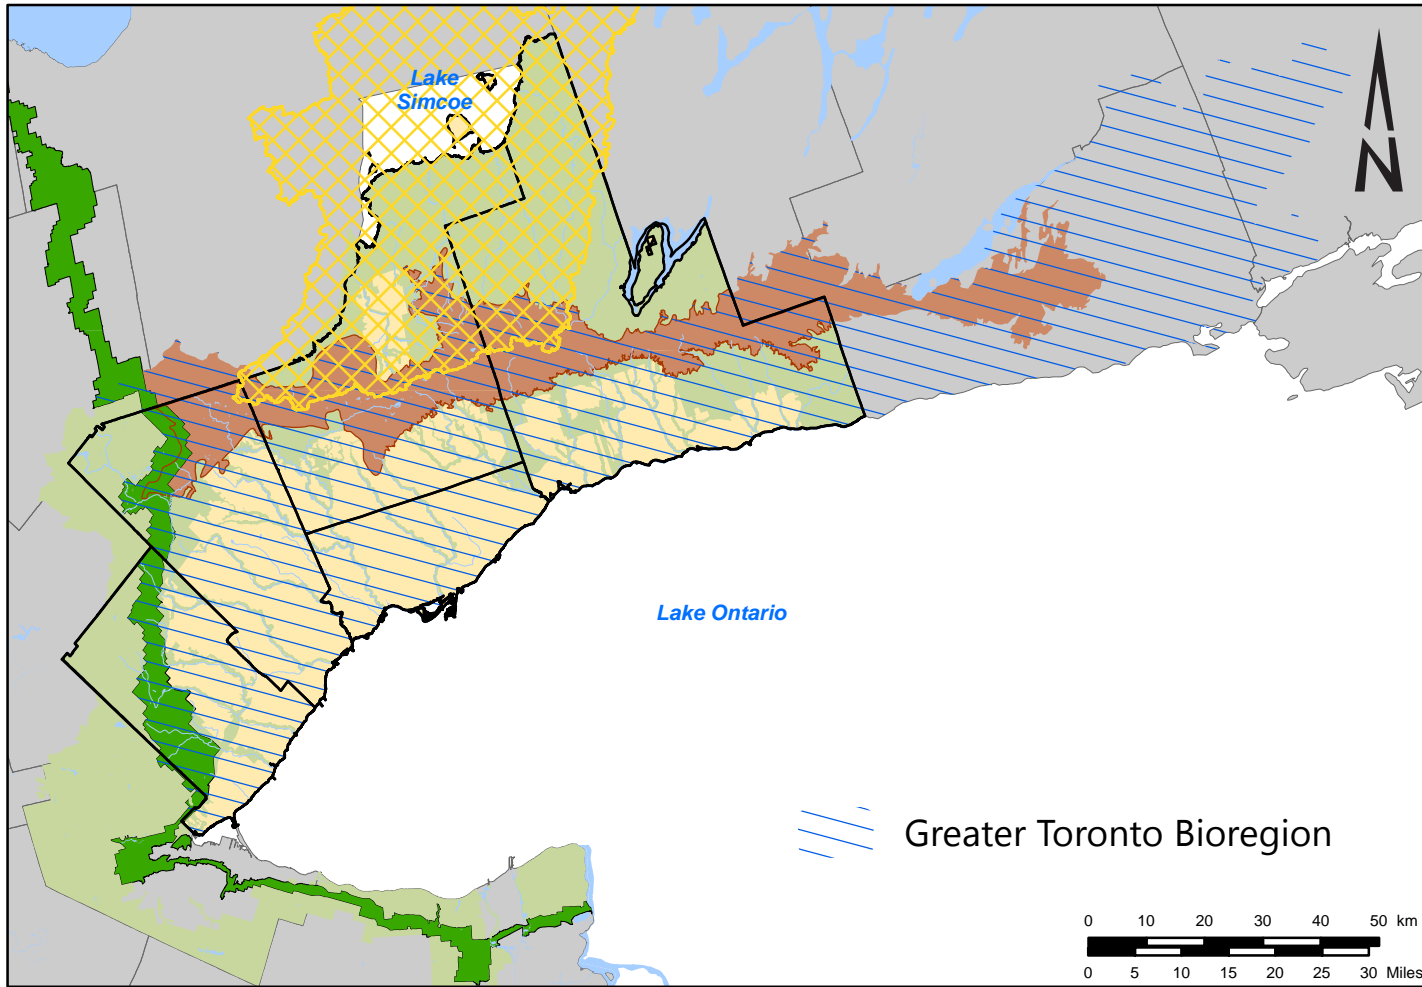 Lake
Simcoe
N
Lake Ontario
Greater Toronto Bioregion
0 10 20 30 40 50 km
0 5 10 15 20 25 30 Miles